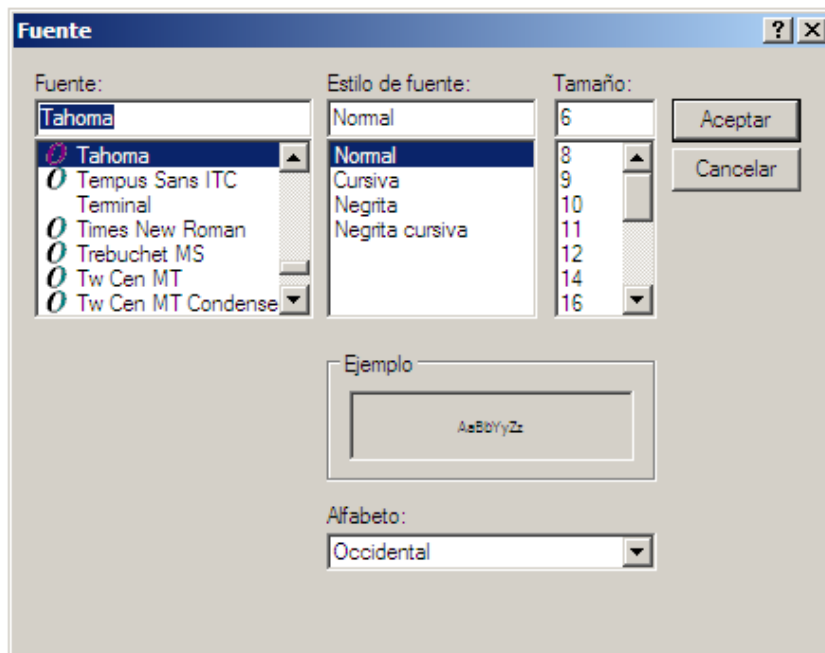 Fuente
Fuente:
Tahoma
Tahoma
Tempus Sans ITC
Terminal
Times New Roman
Trebuchet MS
Tw Cen MT
Tw Cen MT Condense
Estilo de fuente:
Normal
Normal
Cursiva
Negrita
Negrita cursiva
Tamaño:
6
8
9
10
11
12
14
16
Aceptar
Cancelar
Ejemplo
AaBbYyZz
Alfabeto:
Occidental